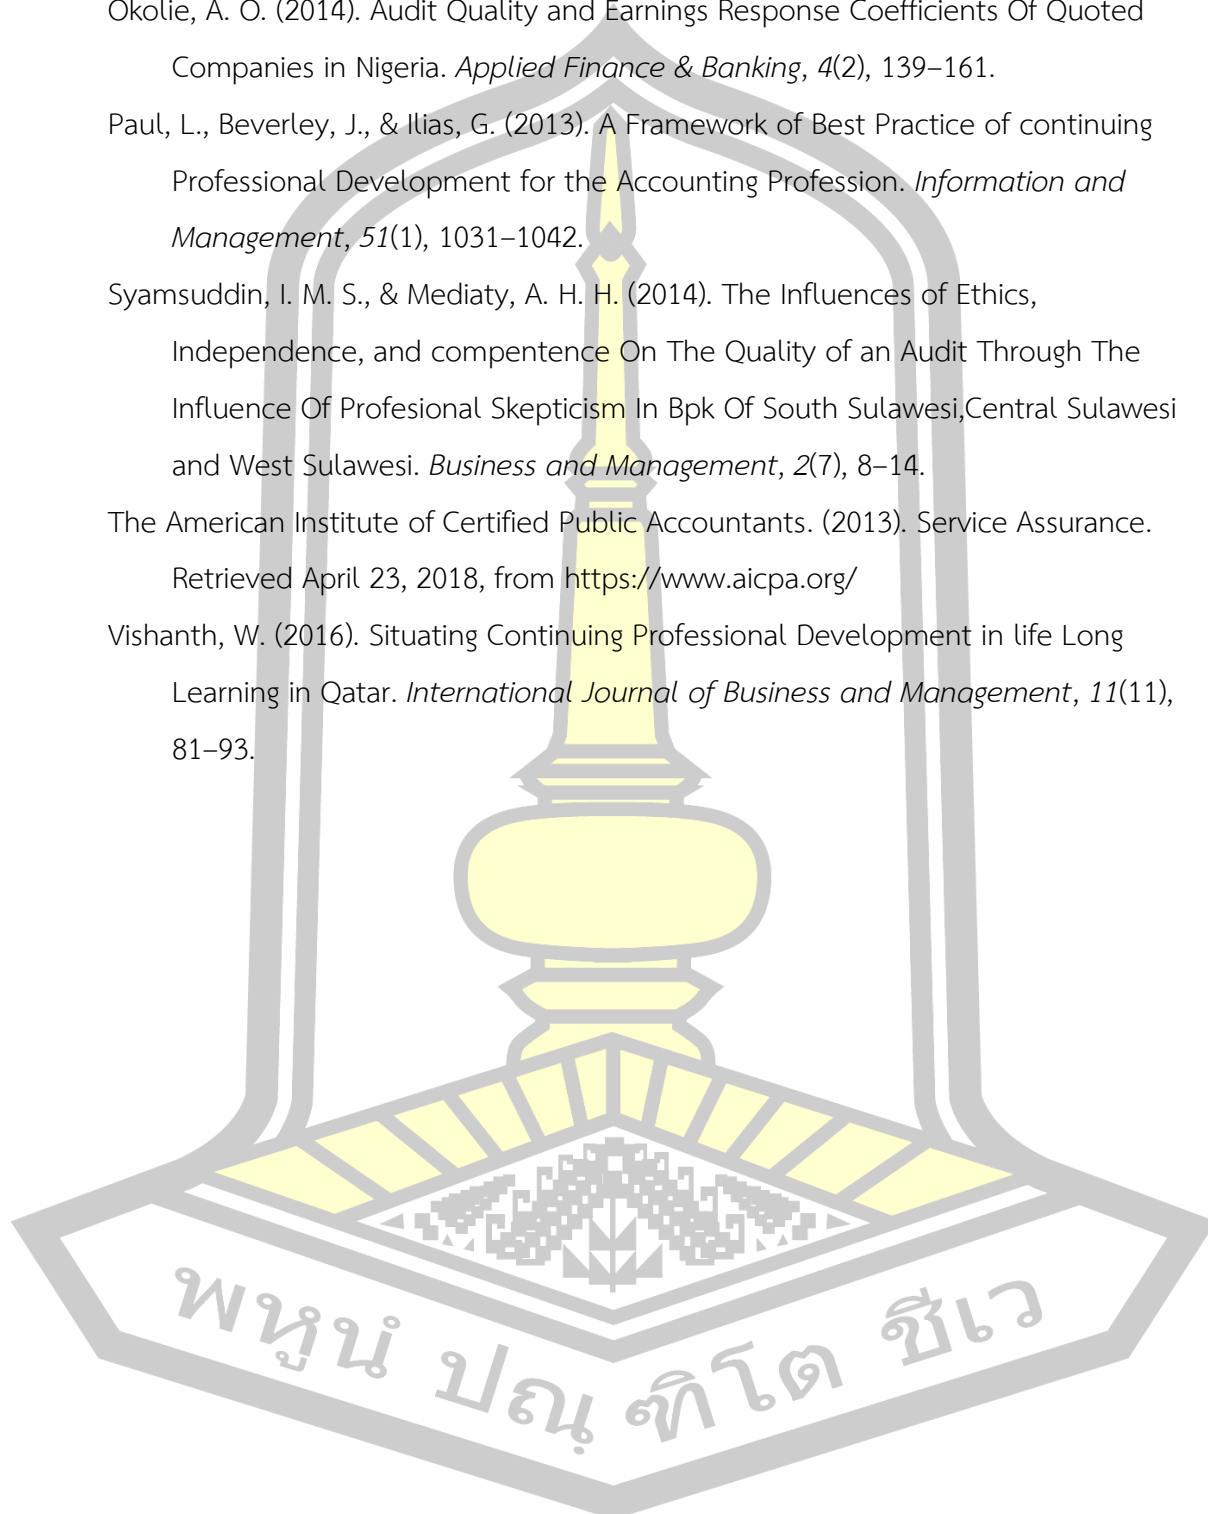 Okolie, A. O. (2014). Audit Quality and Earnings Response Coefficients Of Quoted
Companies in Nigeria. Applied Finance & Banking, 4(2), 139–161.
Paul, L., Beverley, J., & Ilias, G. (2013). A Framework of Best Practice of continuing
Professional Development for the Accounting Profession. Information and
Management, 51(1), 1031–1042.
Syamsuddin, I. M. S., & Mediaty, A. H. H. (2014). The Influences of Ethics,
Independence, and compentence On The Quality of an Audit Through The
Influence Of Profesional Skepticism In Bpk Of South Sulawesi,Central Sulawesi
and West Sulawesi. Business and Management, 2(7), 8–14.
The American Institute of Certified Public Accountants. (2013). Service Assurance.
Retrieved April 23, 2018, from https://www.aicpa.org/
Vishanth, W. (2016). Situating Continuing Professional Development in life Long
Learning in Qatar. International Journal of Business and Management, 11(11),
81–93.
พหูนํ ปณฺฑิโต ชีเว